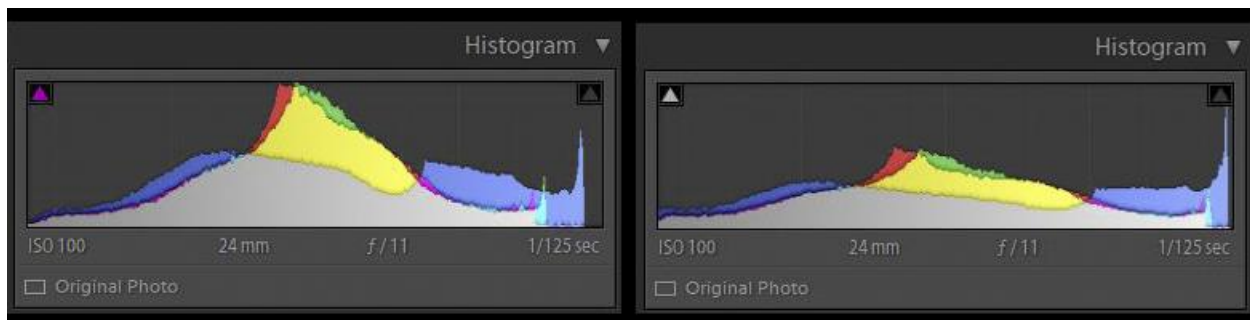 Histogram ▼
ISO 100 24 mm ƒ / 11 1/125 sec
Original Photo
Histogram ▼
ISO 100 24 mm ƒ / 11 1/125 sec
Original Photo